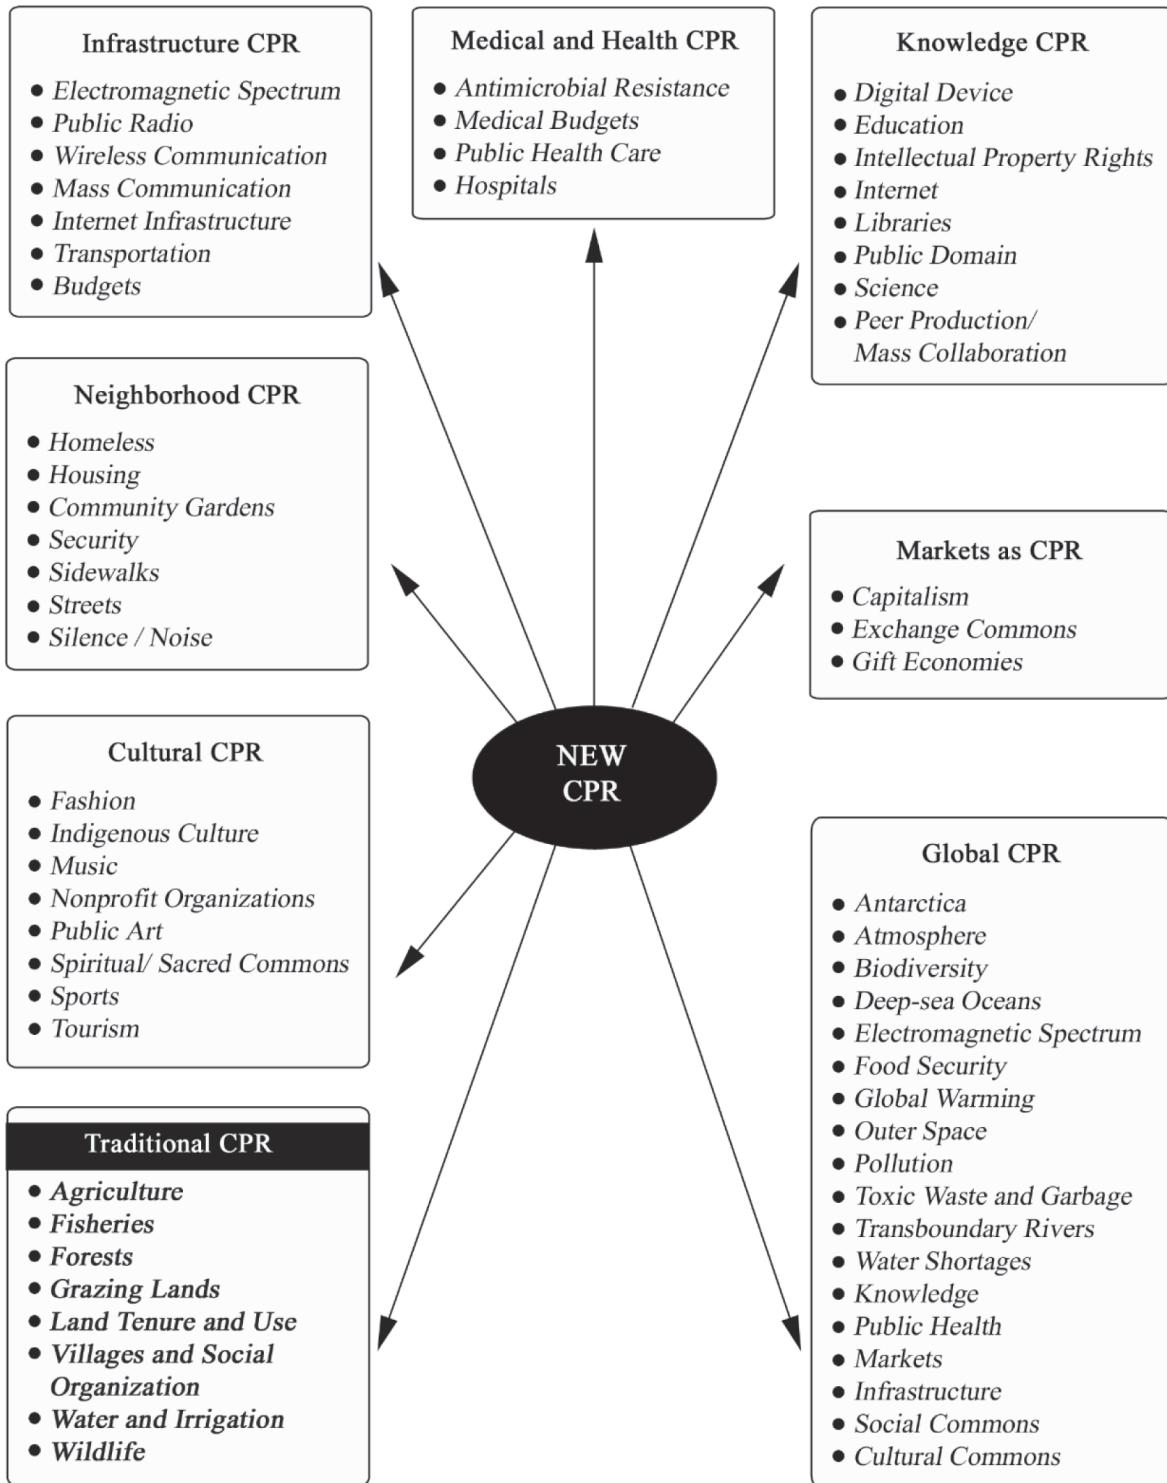 Infrastructure CPR
● Electromagnetic Spectrum
● Public Radio
● Wireless Communication
● Mass Communication
● Internet Infrastructure
● Transportation
● Budgets
Medical and Health CPR
● Antimicrobial Resistance
● Medical Budgets
● Public Health Care
● Hospitals
Knowledge CPR
● Digital Device
● Education
● Intellectual Property Rights
● Internet
● Libraries
● Public Domain
● Science
● Peer Production/
Mass Collaboration
Neighborhood CPR
● Homeless
● Housing
● Community Gardens
● Security
● Sidewalks
● Streets
● Silence / Noise
Markets as CPR
● Capitalism
● Exchange Commons
● Gift Economies
NEW
CPR
Cultural CPR
● Fashion
● Indigenous Culture
● Music
● Nonprofit Organizations
● Public Art
● Spiritual/ Sacred Commons
● Sports
● Tourism
Global CPR
● Antarctica
● Atmosphere
● Biodiversity
● Deep-sea Oceans
● Electromagnetic Spectrum
● Food Security
● Global Warming
● Outer Space
● Pollution
● Toxic Waste and Garbage
● Transboundary Rivers
● Water Shortages
● Knowledge
● Public Health
● Markets
● Infrastructure
● Social Commons
● Cultural Commons
Traditional CPR
● Agriculture
● Fisheries
● Forests
● Grazing Lands
● Land Tenure and Use
● Villages and Social
Organization
● Water and Irrigation
● Wildlife